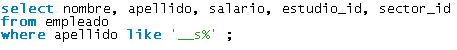 select nombre, apellido, salario, estudio_id, sector_id
from empleado
where apellido like '__s%' ;